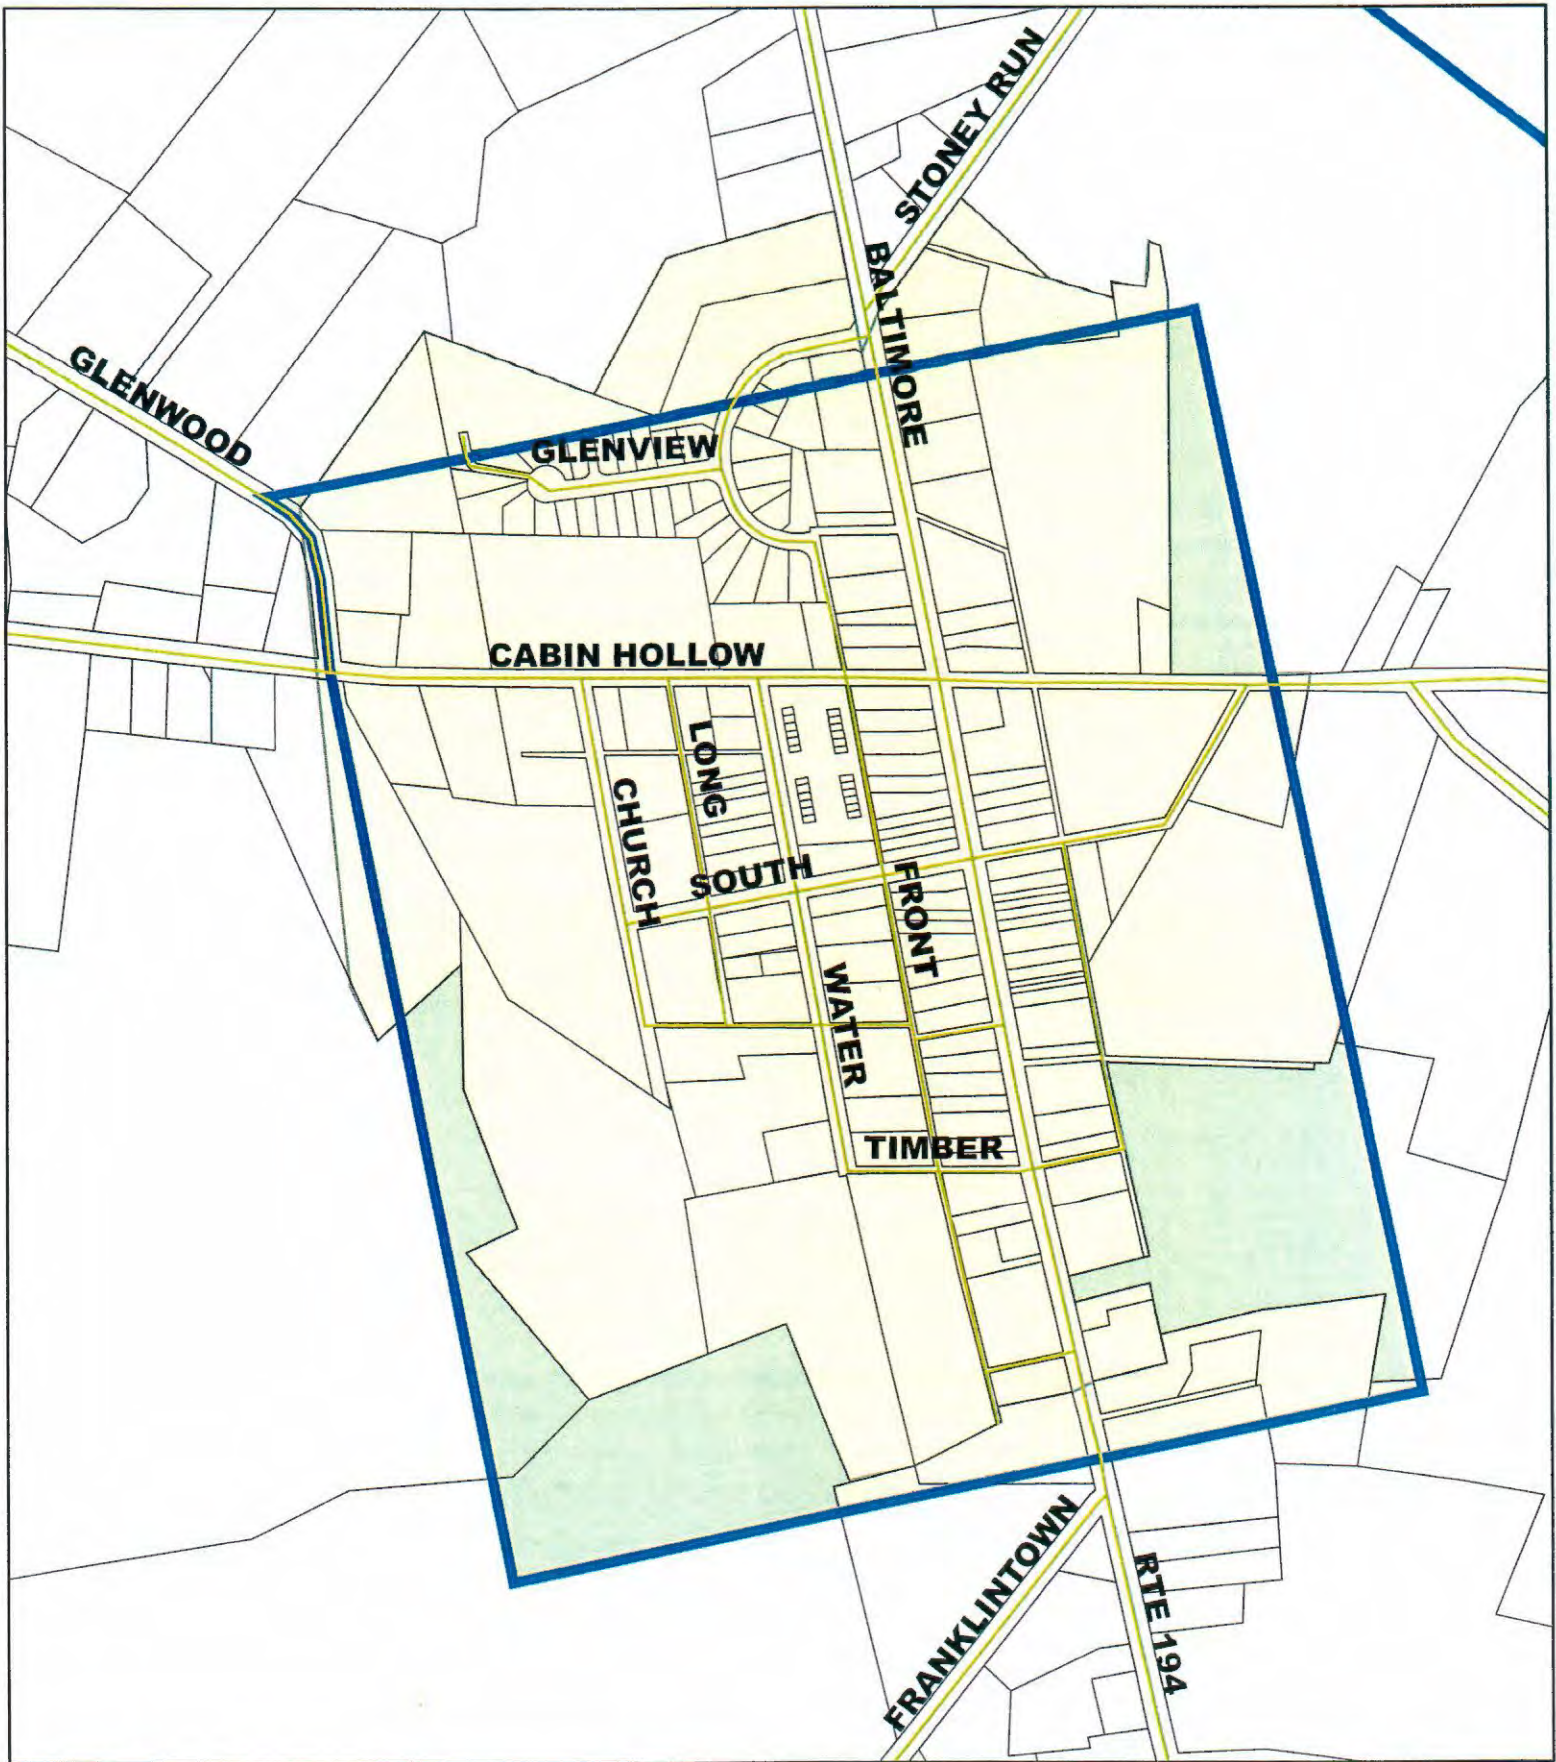 STONEY RUN
BALTIMORE
GLENWOOD
GLENVIEW
CABIN HOLLOW
LONG
CHURCH
SOUTH
FRONT
WATER
TIMBER
FRANKLINTOWN
RTE 194